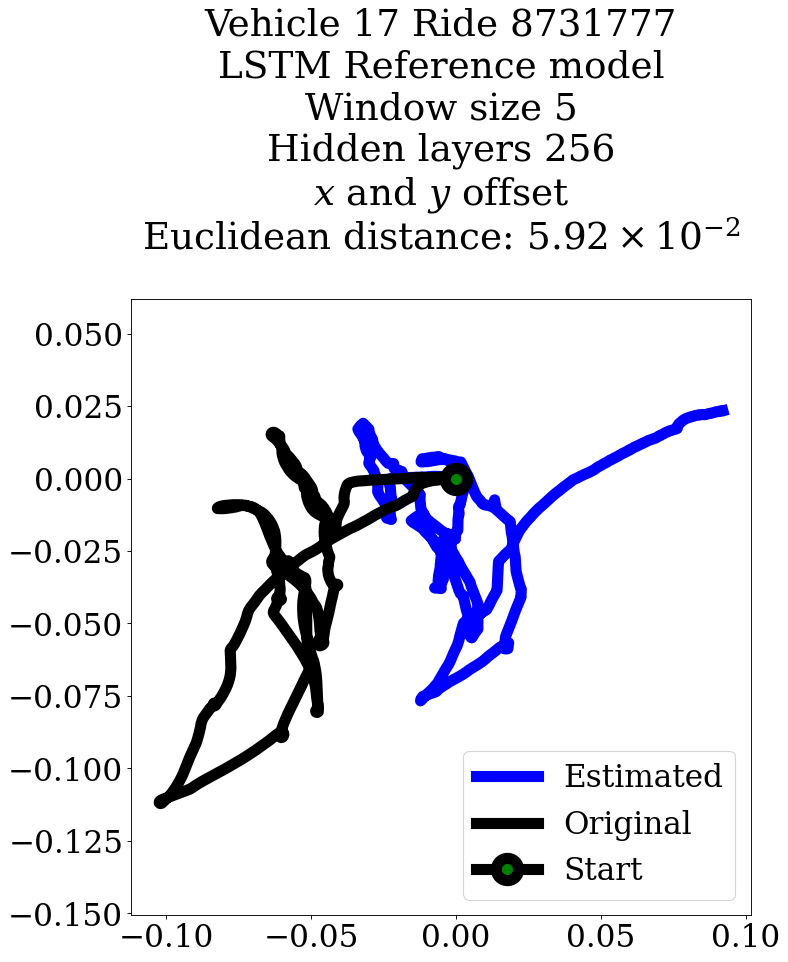 Vehicle 17 Ride 8731777
LSTM Reference model
Window size 5
Hidden layers 256
x and y offset
Euclidean distance: 5.92 × 10⁻²
0.050
0.025
0.000
−0.025
−0.050
−0.075
−0.100
−0.125
−0.150
Estimated
Original
Start
−0.10
−0.05
0.00
0.05
0.10